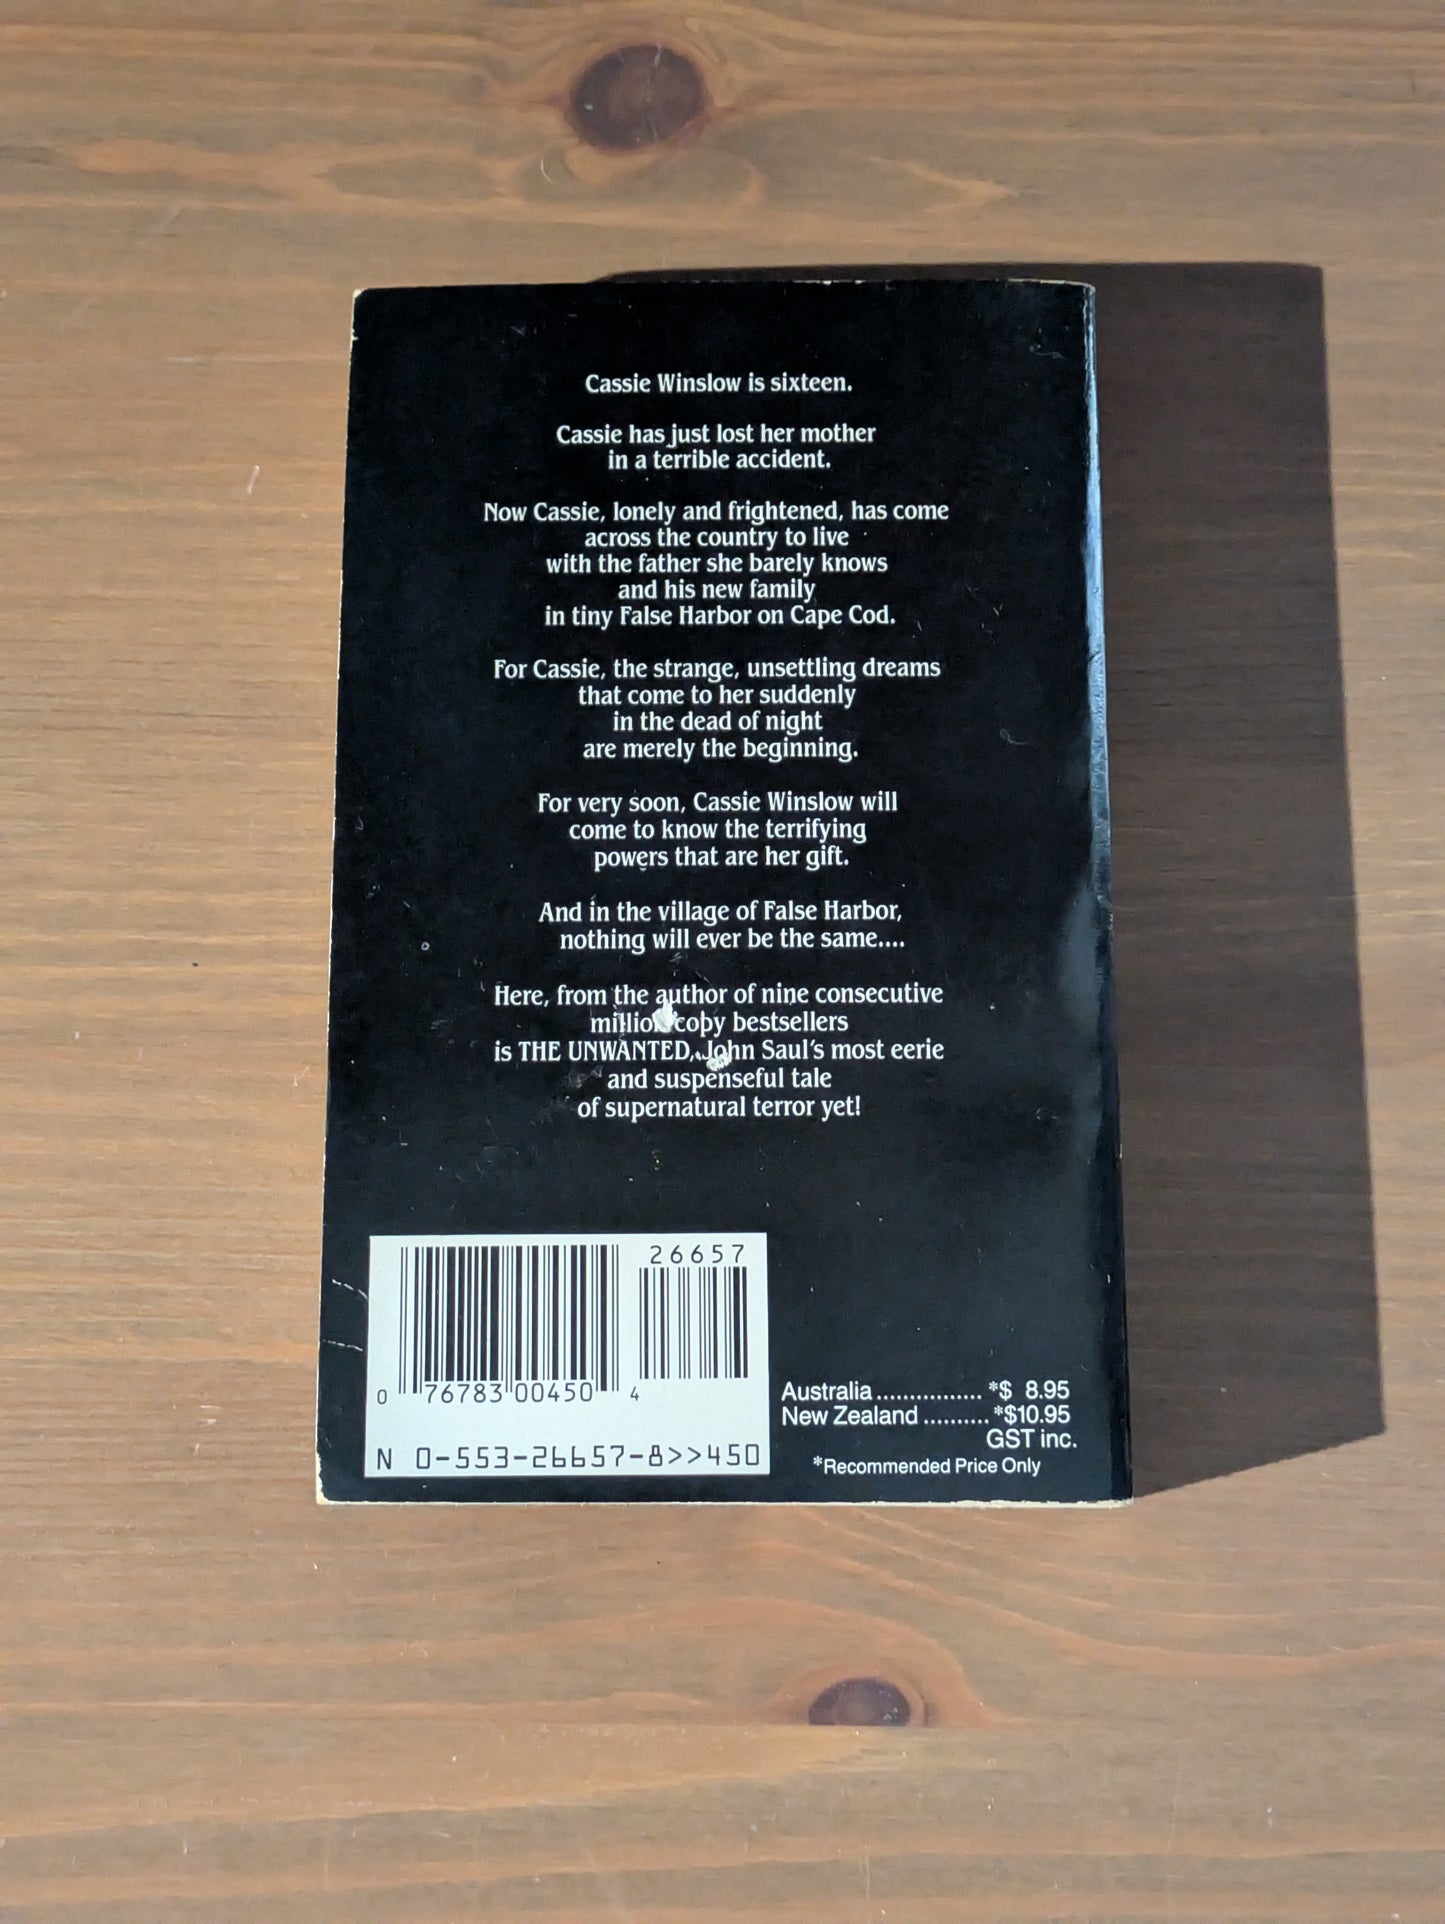 Cassie Winslow is sixteen.
Cassie has just lost her mother
in a terrible accident.
Now Cassie, lonely and frightened, has come
across the country to live
with the father she barely knows
and his new family
in tiny False Harbor on Cape Cod.
For Cassie, the strange, unsettling dreams
that come to her suddenly
in the dead of night
are merely the beginning.
For very soon, Cassie Winslow will
come to know the terrifying
powers that are her gift.
And in the village of False Harbor,
nothing will ever be the same....
Here, from the author of nine consecutive
million copy bestsellers
is THE UNWANTED, John Saul's most eerie
and suspenseful tale
of supernatural terror yet!
26657
0 76783 00450 4
N 0-553-26657-8>>450
Australia ................ *$ 8.95
New Zealand .......... *$10.95
GST inc.
*Recommended Price Only